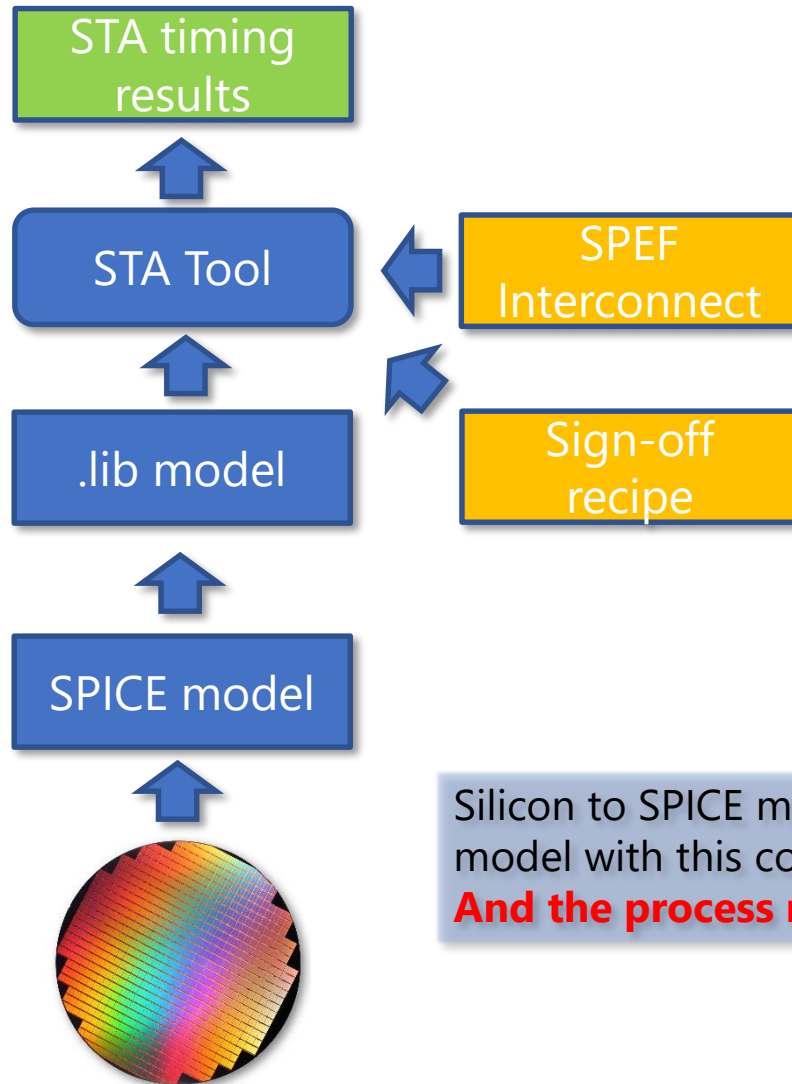 STA timing
results
STA Tool
SPEF
Interconnect
.lib model
Sign-off
recipe
SPICE model
Silicon to SPICE
model with this
And the process